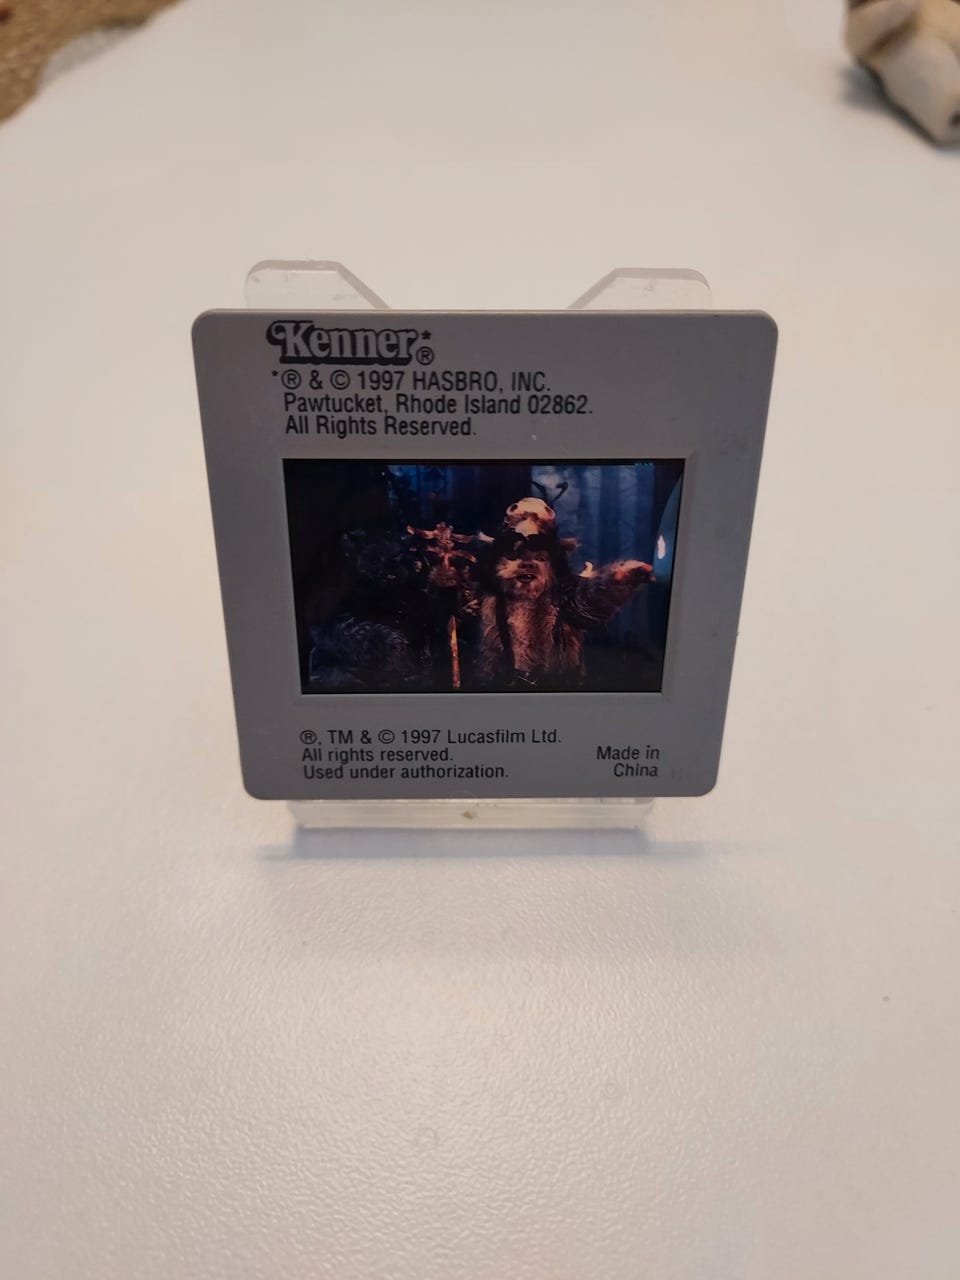 Kenner*®
*® & © 1997 HASBRO, INC.
Pawtucket, Rhode Island 02862.
All Rights Reserved.
®, TM & © 1997 Lucasfilm Ltd.
All rights reserved.
Used under authorization.
Made in
China